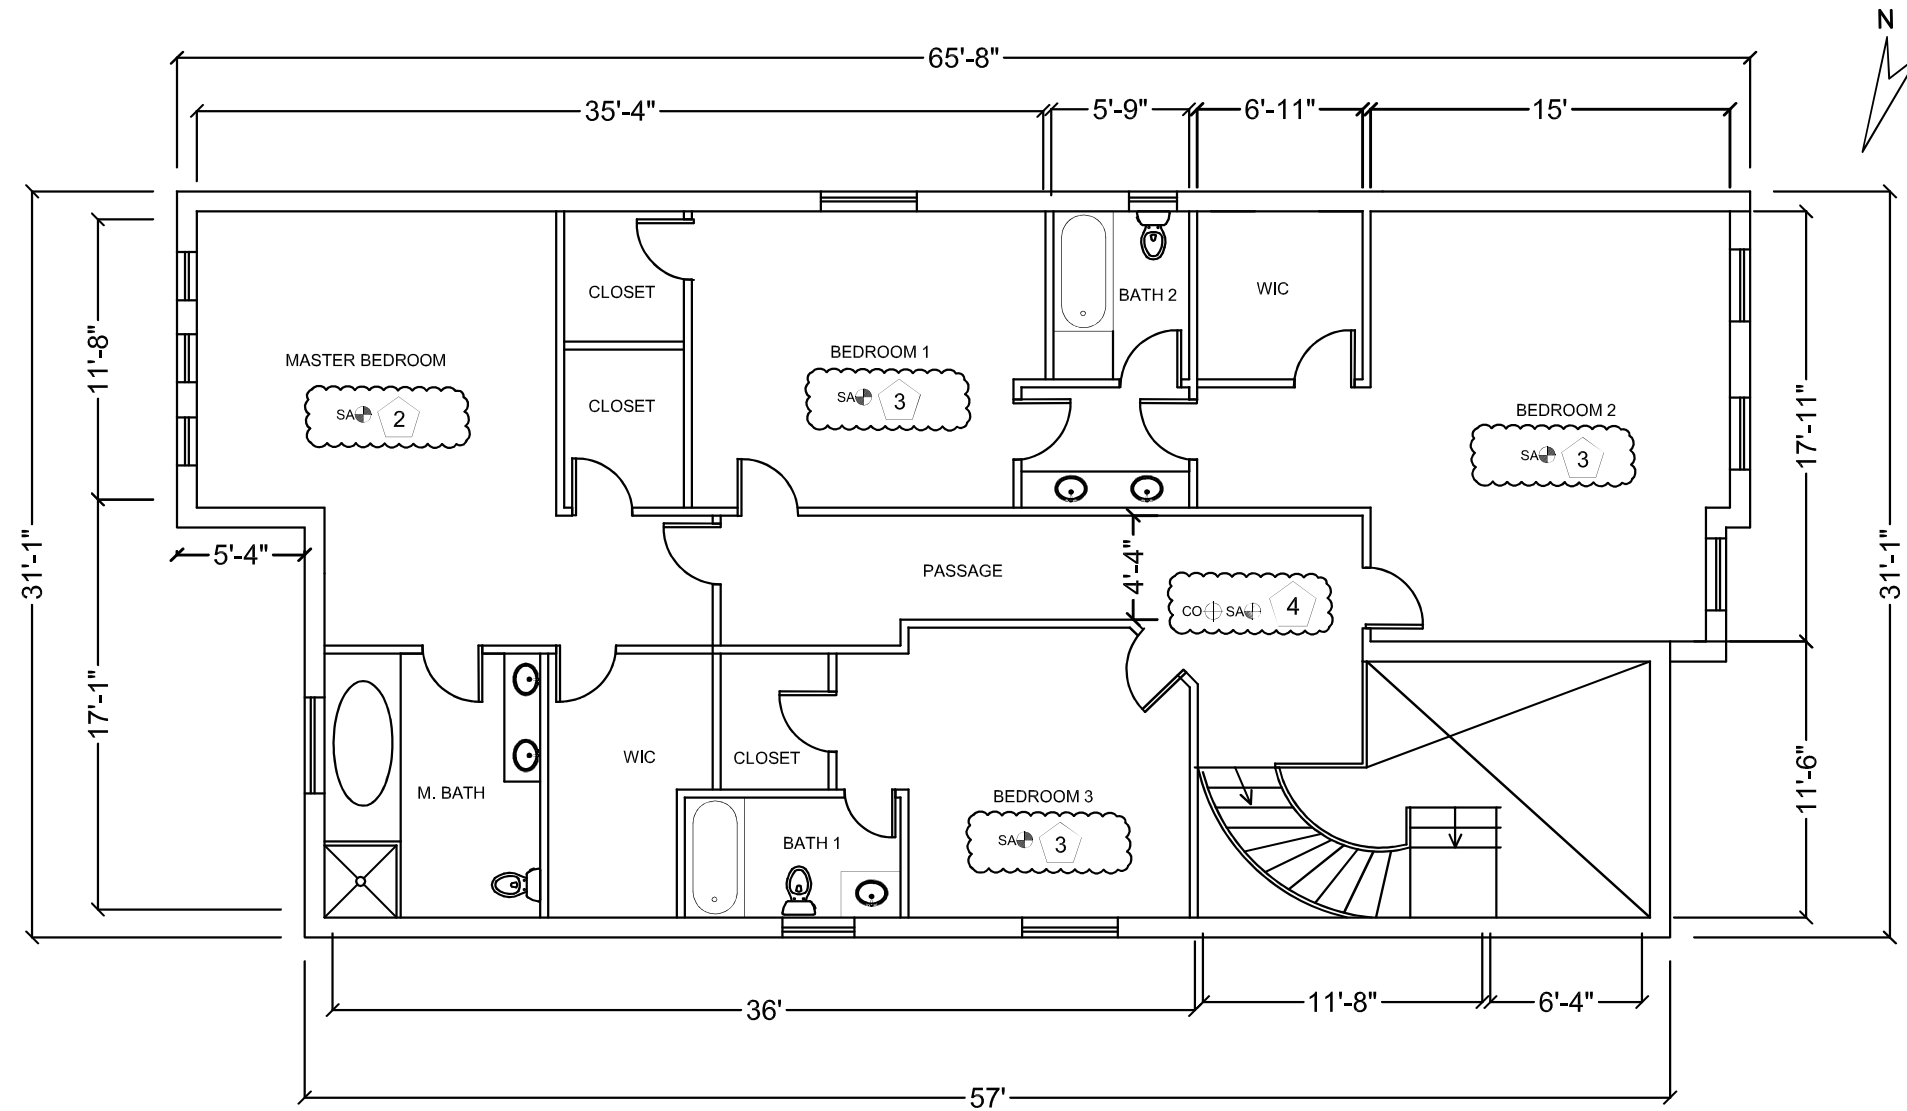 N
65'-8"
35'-4"
5'-9"
6'-11"
15'
CLOSET
BATH 2
WIC
MASTER BEDROOM
SA 2
CLOSET
BEDROOM 1
SA 3
BEDROOM 2
SA 3
11'-8"
17'-11"
5'-4"
31'-1"
PASSAGE
4'-4"
CO SA 4
31'-1"
17'-1"
M. BATH
WIC
CLOSET
BATH 1
BEDROOM 3
SA 3
11'-6"
36'
11'-8"
6'-4"
57'